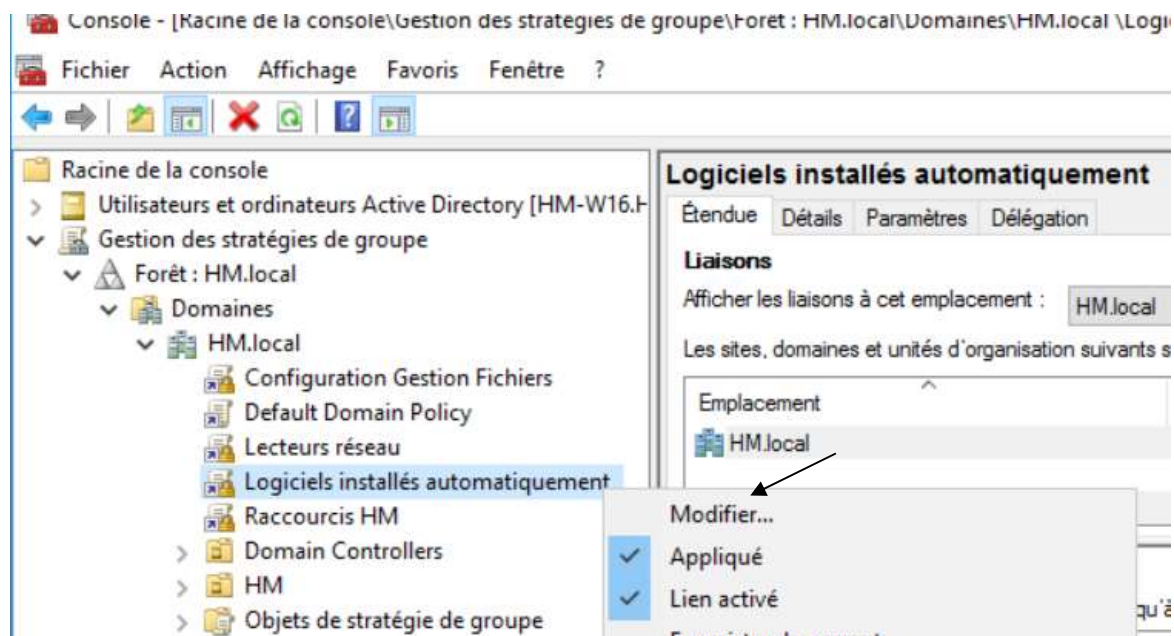 Console - [Racine de la console\Gestion des stratégies de groupe\Forêt : HM.local\Domaines\HM.local \Logi
Fichier Action Affichage Favoris Fenêtre ?
Racine de la console
Utilisateurs et ordinateurs Active Directory [HM-W16.H
Gestion des stratégies de groupe
Forêt : HM.local
Domaines
HM.local
Configuration Gestion Fichiers
Default Domain Policy
Lecteurs réseau
Logiciels installés automatiquement
Raccourcis HM
Domain Controllers
HM
Objets de stratégie de groupe
Logiciels installés automatiquement
Étendue Détails Paramètres Délégation
Liaisons
Afficher les liaisons à cet emplacement : HM.local
Les sites, domaines et unités d'organisation suivants s
Emplacement
HM.local
Modifier...
Appliqué
Lien activé
qu'à